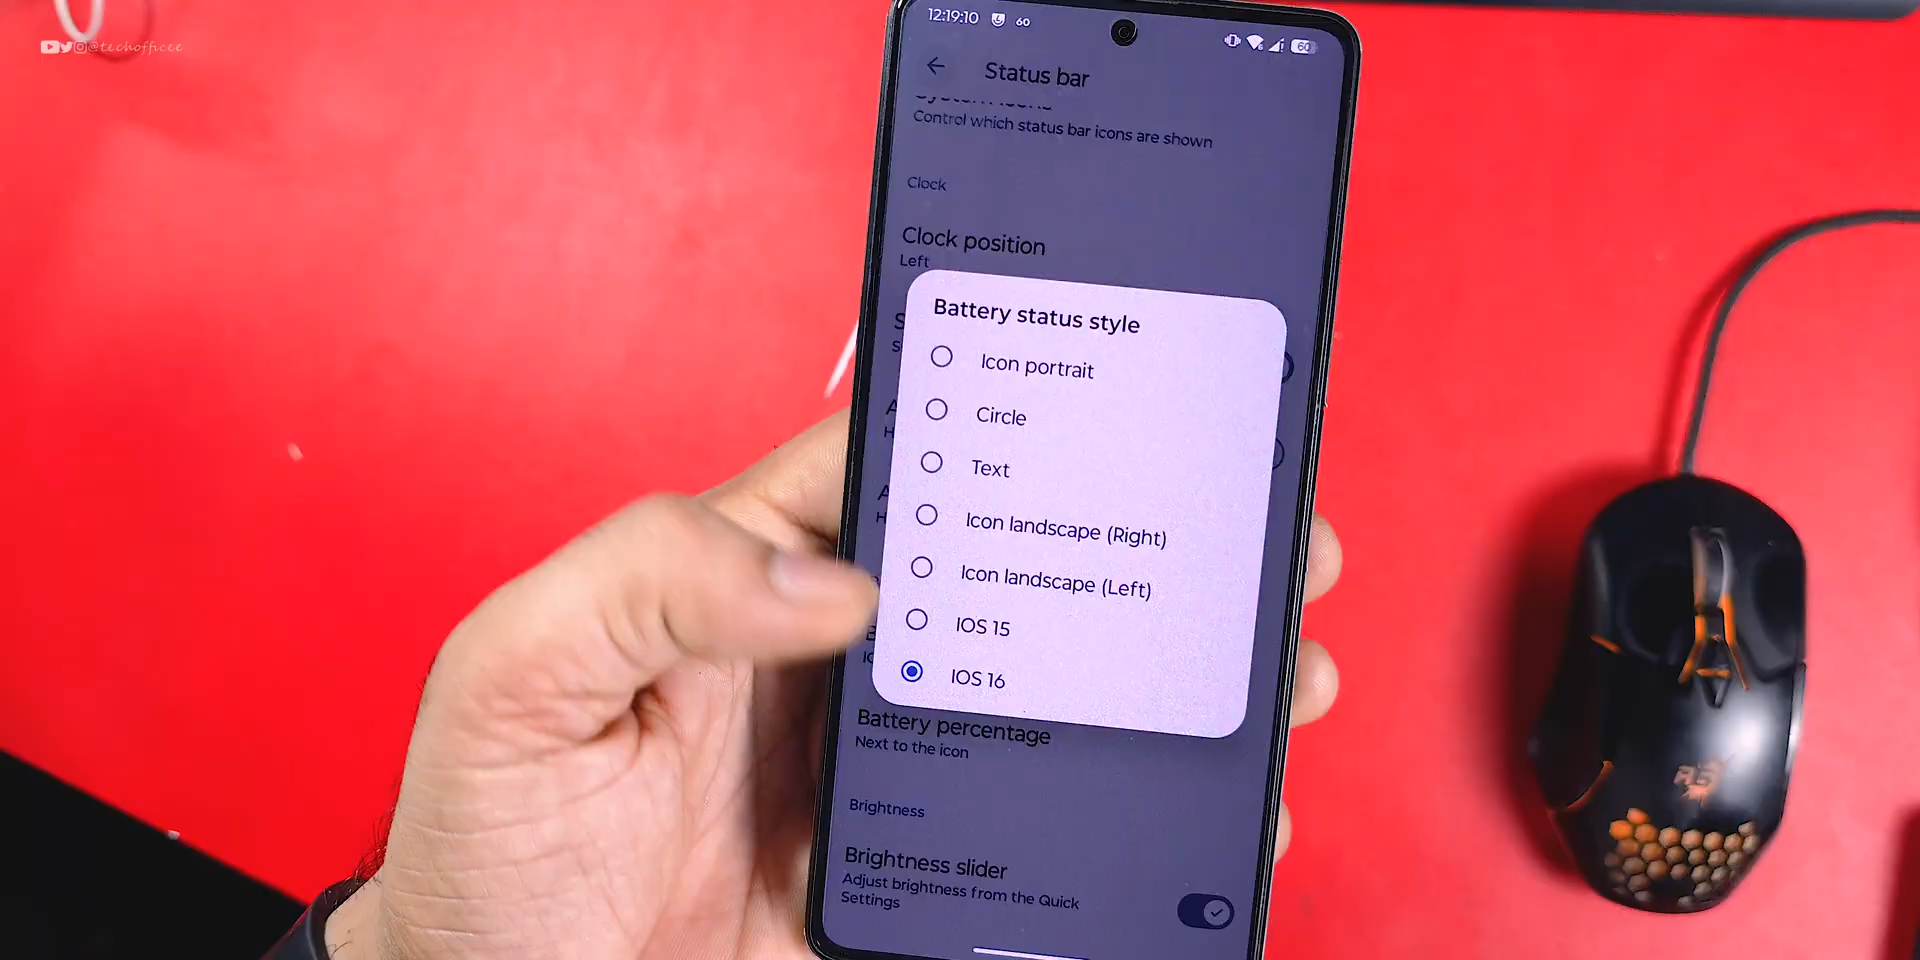 @techofficee
12:19:10 60
60
Status bar
Control which status bar icons are shown
Clock
Clock position
Left
Battery status style
Icon portrait
Circle
Text
Icon landscape (Right)
Icon landscape (Left)
IOS 15
IOS 16
Battery percentage
Next to the icon
Brightness
Brightness slider
Adjust brightness from the Quick
Settings